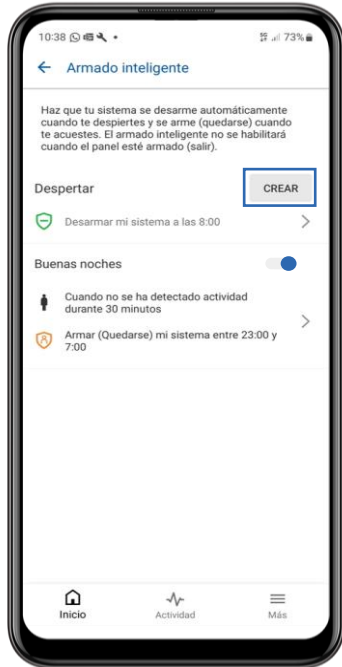 10:38
73%
Armado inteligente
Haz que tu sistema se desarme automáticamente
cuando te despiertes y se arme (quedarse) cuando
te acuestes. El armado inteligente no se habilitará
cuando el panel esté armado (salir).
Despertar
CREAR
Desarmar mi sistema a las 8:00
Buenas noches
Cuando no se ha detectado actividad
durante 30 minutos
Armar (Quedarse) mi sistema entre 23:00 y
7:00
Inicio
Actividad
Más